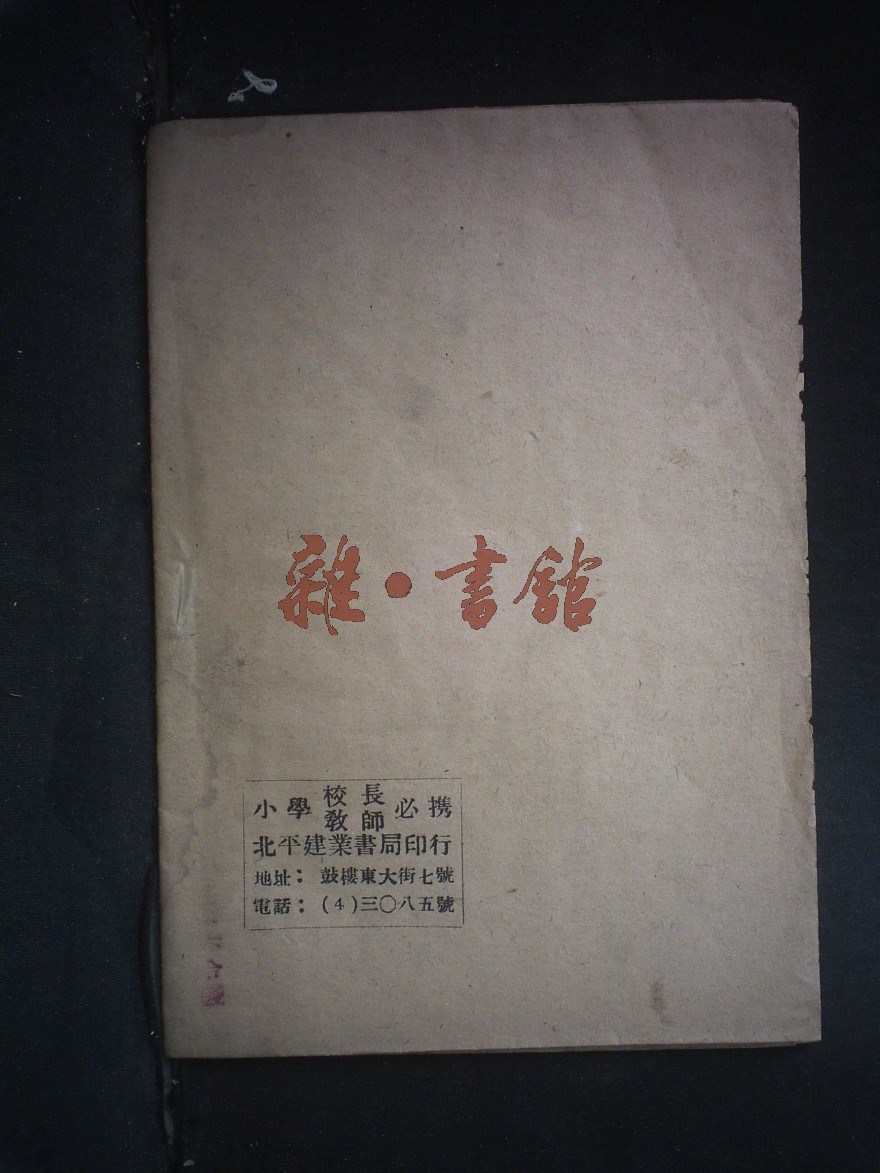 雜·書舘
小學校長教師必携
北平建業書局印行
地址：鼓樓東大街七號
電話：(4)三〇八五號